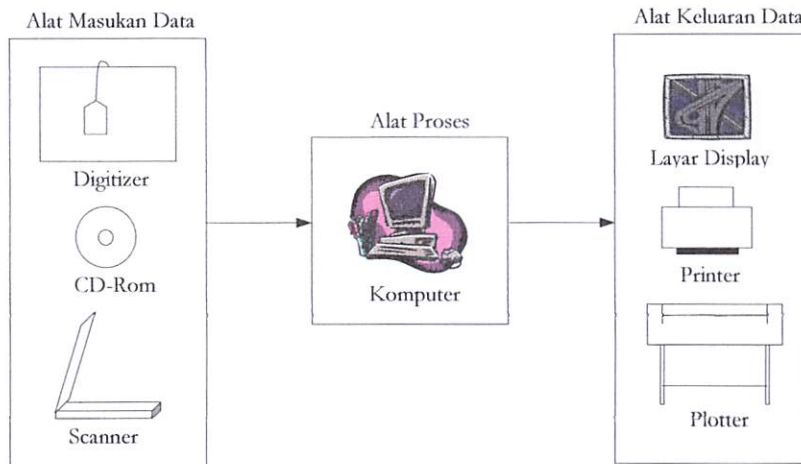 Alat Masukan Data
Digitizer
CD-Rom
Scanner
Alat Proses
Komputer
Alat Keluaran Data
Layar Display
Printer
Plotter